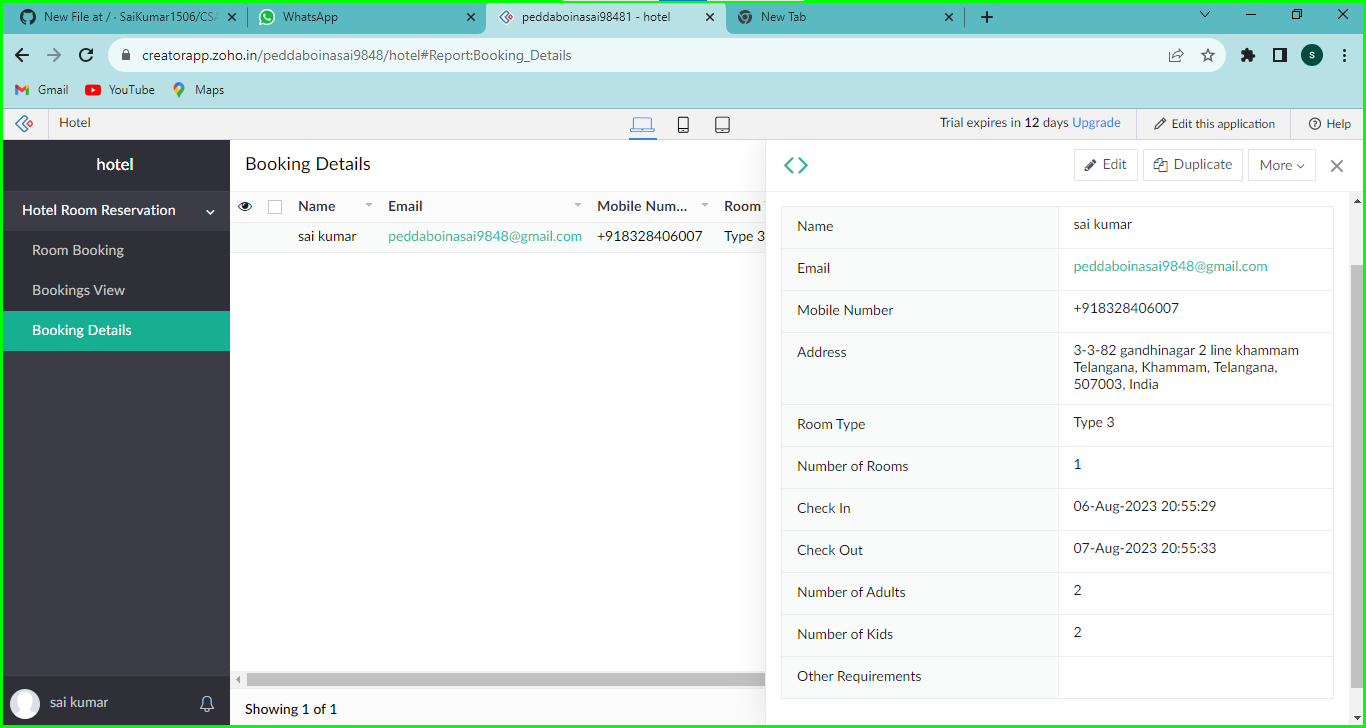 New File at / · SaiKumar1506/CSA
WhatsApp
peddaboinasai98481 - hotel
New Tab
creatorapp.zoho.in/peddaboinasai9848/hotel#Report:Booking_Details
S
Gmail
YouTube
Maps
Hotel
Trial expires in 12 days Upgrade
Edit this application
Help
hotel
Hotel Room Reservation
Room Booking
Bookings View
Booking Details
sai kumar
Booking Details
Name Email Mobile Num... Room
sai kumar peddaboinasai9848@gmail.com +918328406007 Type 3
Showing 1 of 1
Edit
Duplicate
More
Name sai kumar
Email peddaboinasai9848@gmail.com
Mobile Number +918328406007
Address 3-3-82 gandhinagar 2 line khammam
Telangana, Khammam, Telangana,
507003, India
Room Type Type 3
Number of Rooms 1
Check In 06-Aug-2023 20:55:29
Check Out 07-Aug-2023 20:55:33
Number of Adults 2
Number of Kids 2
Other Requirements